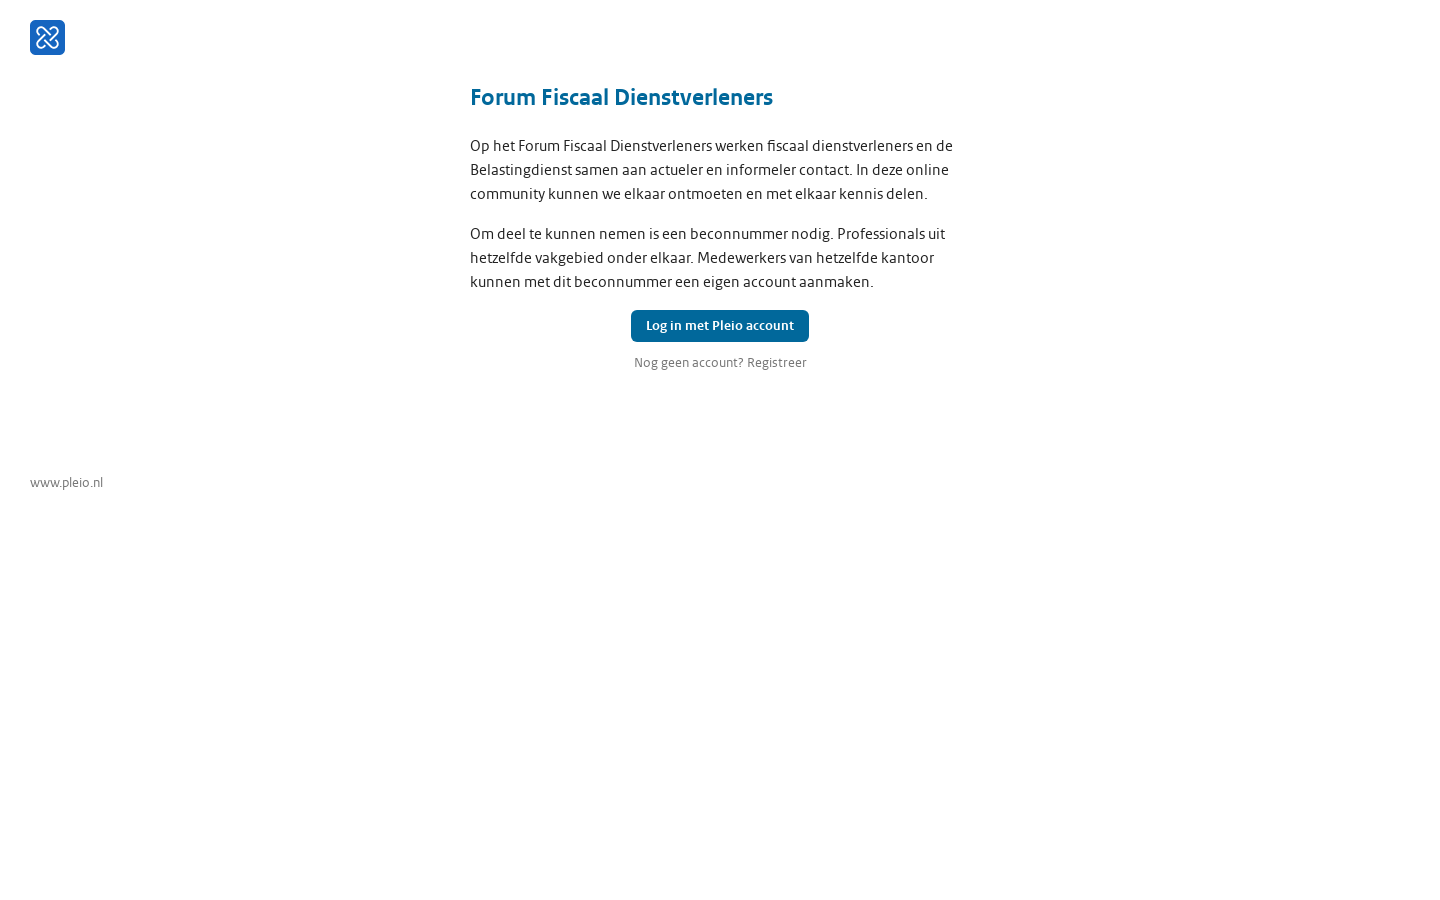 Forum Fiscaal Dienstverleners
Op het Forum Fiscaal Dienstverleners werken fiscaal dienstverleners en de
Belastingdienst samen aan actueler en informeler contact. In deze online
community kunnen we elkaar ontmoeten en met elkaar kennis delen.
Om deel te kunnen nemen is een beconnummer nodig. Professionals uit
hetzelfde vakgebied onder elkaar. Medewerkers van hetzelfde kantoor
kunnen met dit beconnummer een eigen account aanmaken.
Log in met Pleio account
Nog geen account? Registreer
www.pleio.nl